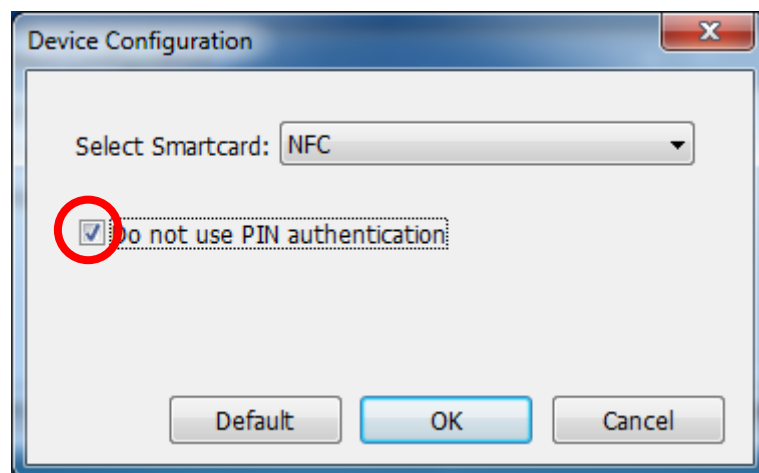 Device Configuration
Select Smartcard: NFC
Do not use PIN authentication
Default OK Cancel